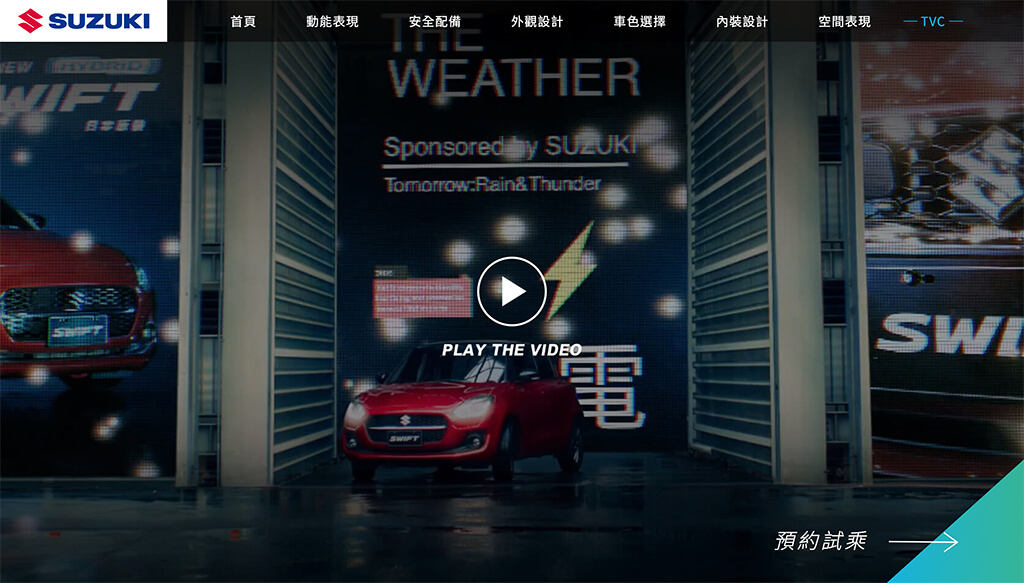 SUZUKI
首頁 動能表現 安全配備 外觀設計 車色選擇 內裝設計 空間表現 TVC
THE
WEATHER
Sponsored by SUZUKI
Tomorrow:Rain&Thunder
NEW HYBRID
SWIFT
日本原裝
SWIFT
SWI
PLAY THE VIDEO
電
SWIFT
預約試乘